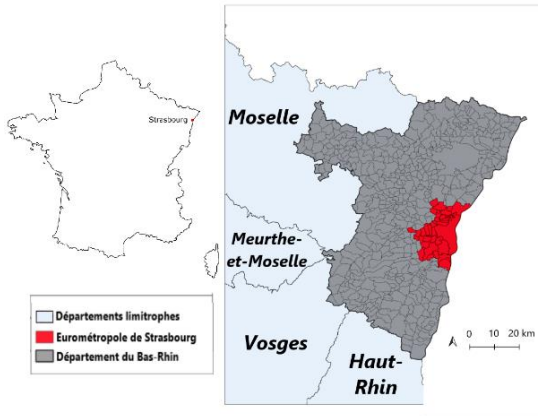 Strasbourg
Départements limitrophes
Eurométropole de Strasbourg
Département du Bas-Rhin
Moselle
Meurthe-
et-Moselle
Vosges
Haut-
Rhin
0 10 20 km